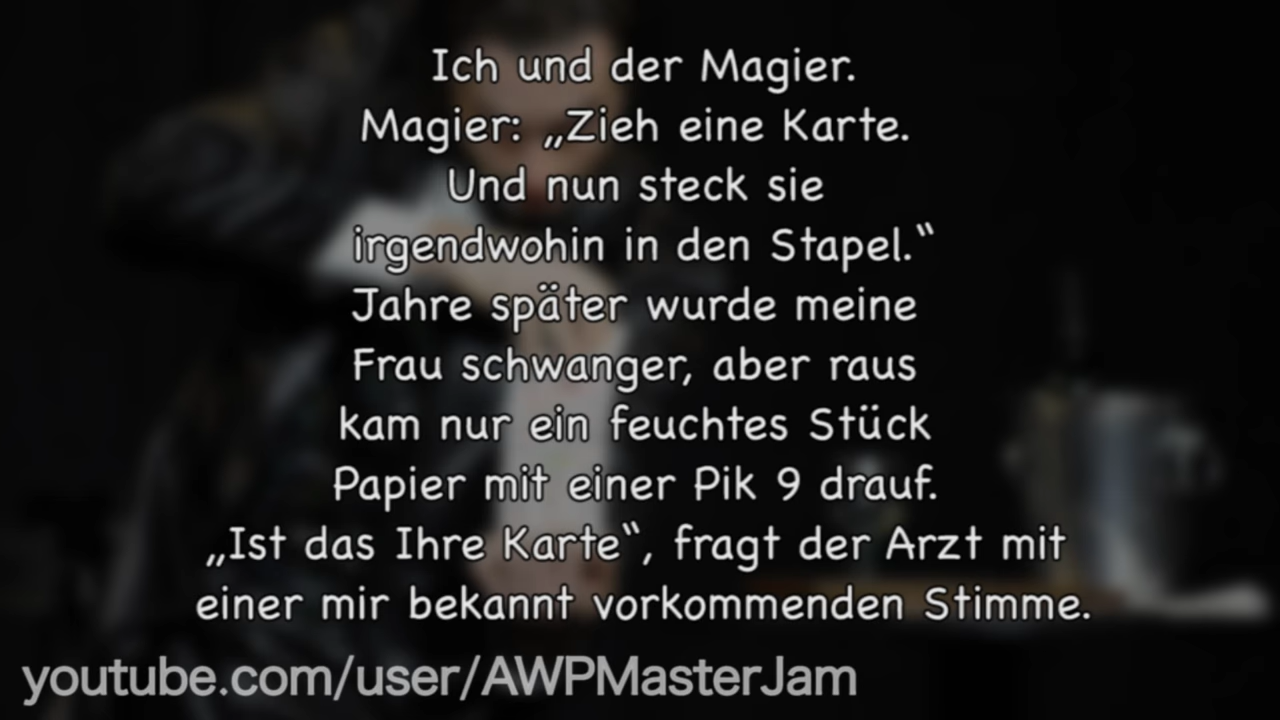 Ich und der Magier.
Magier: „Zieh eine Karte.
Und nun steck sie
irgendwohin in den Stapel.“
Jahre später wurde meine
Frau schwanger, aber raus
kam nur ein feuchtes Stück
Papier mit einer Pik 9 drauf.
„Ist das Ihre Karte“, fragt der Arzt mit
einer mir bekannt vorkommenden Stimme.
youtube.com/user/AWPMasterJam